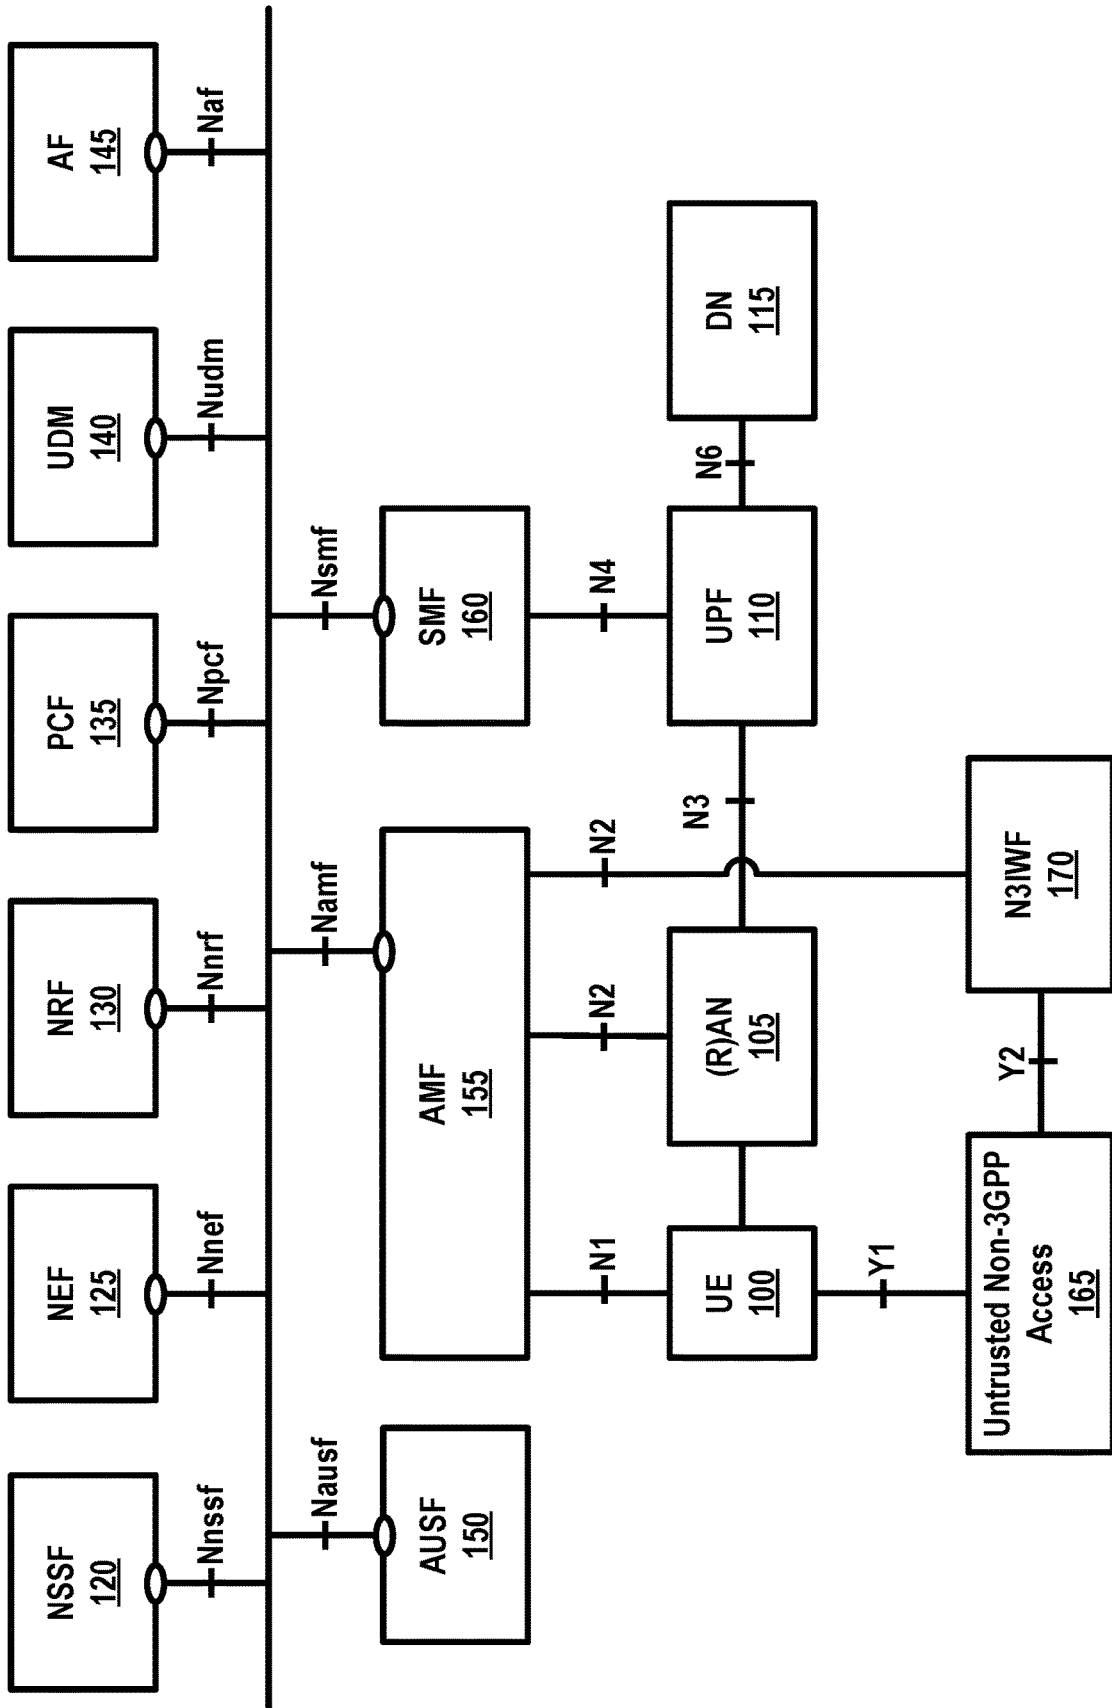 NSSF
120
NEF
125
NRF
130
PCF
135
UDM
140
AF
145
Nnssf
Nnef
Nnrf
Npcf
Nudm
Naf
Nausf
Namf
Nsmf
AUSF
150
AMF
155
SMF
160
N1
N2
N2
N4
UE
100
(R)AN
105
N3
UPF
110
N6
DN
115
Y1
Untrusted Non-3GPP
Access
165
Y2
N3IWF
170